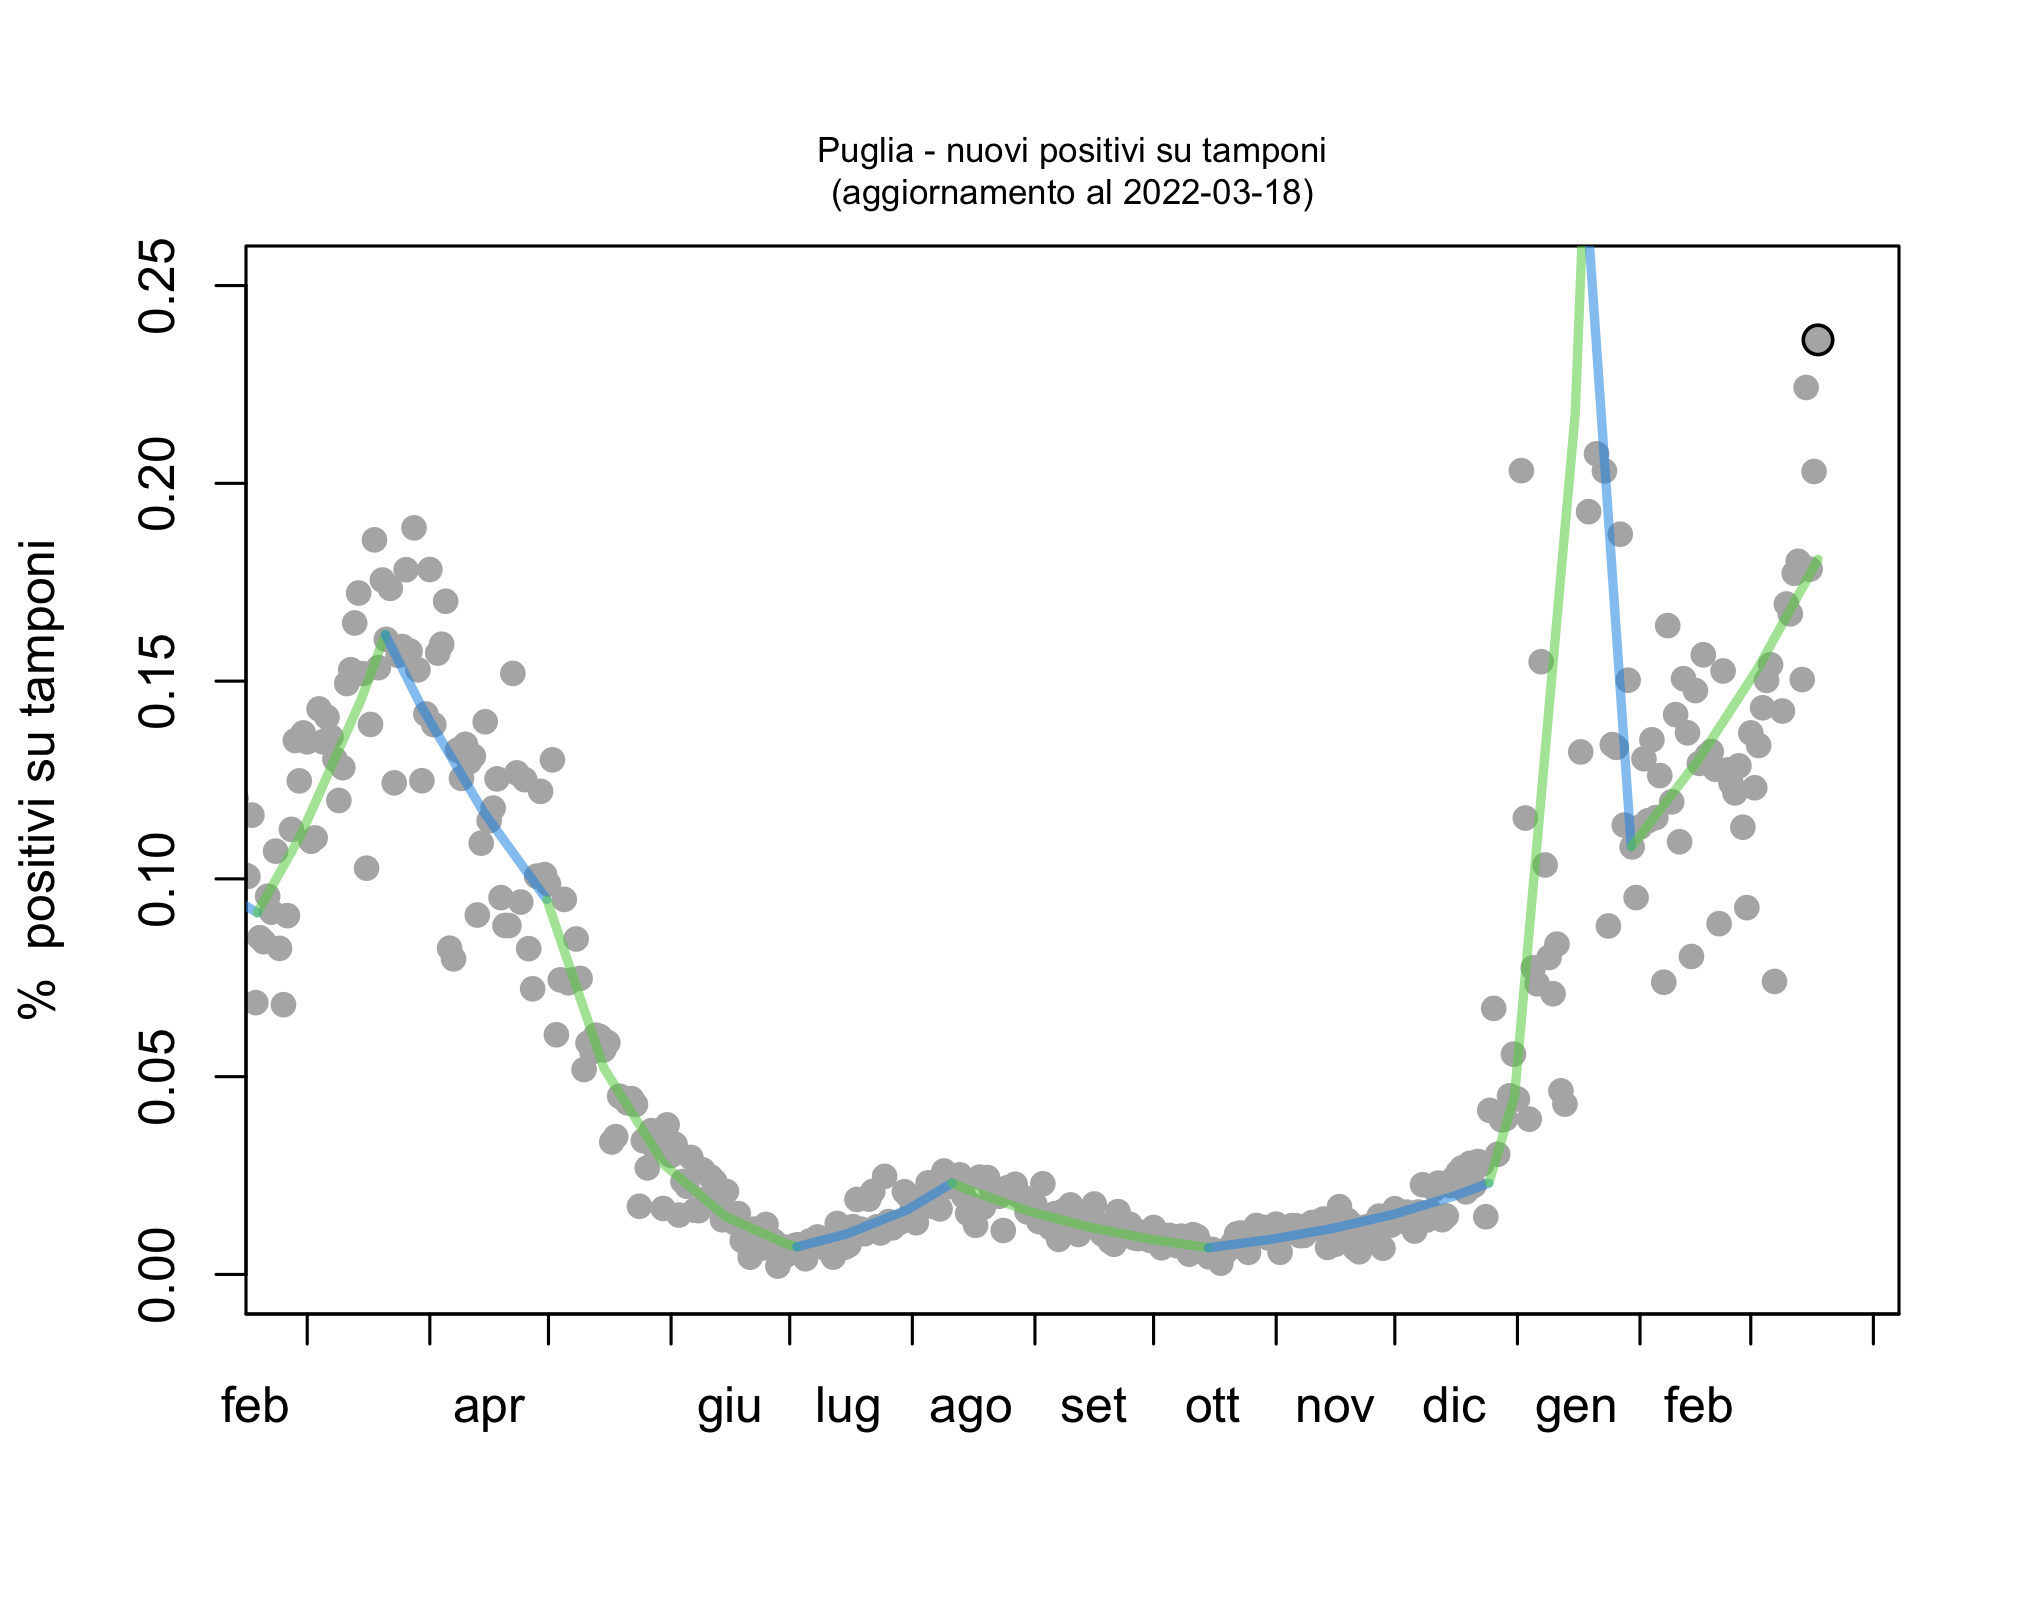 Puglia - nuovi positivi su tamponi
(aggiornamento al 2022-03-18)
% positivi su tamponi
0.25
0.20
0.15
0.10
0.05
0.00
feb apr giu lug ago set ott nov dic gen feb